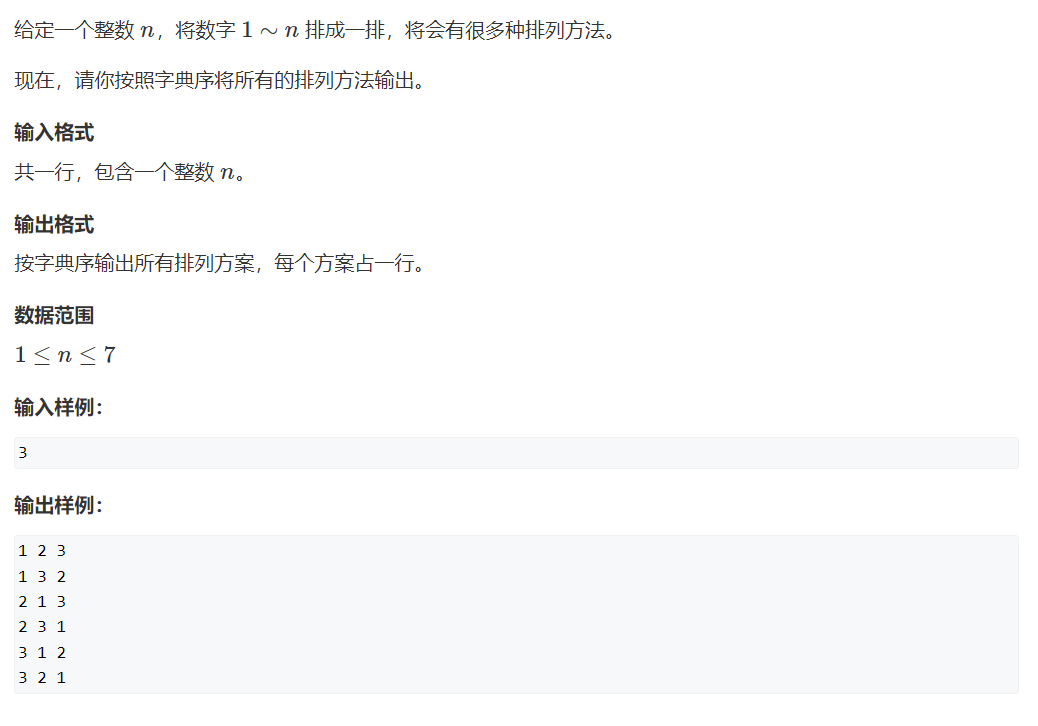 给定一个整数 n，将数字 1 ∼ n 排成一排，将会有很多种排列方法。
现在，请你按照字典序将所有的排列方法输出。
输入格式
共一行，包含一个整数 n。
输出格式
按字典序输出所有排列方案，每个方案占一行。
数据范围
1 ≤ n ≤ 7
输入样例：
3
输出样例：
1 2 3
1 3 2
2 1 3
2 3 1
3 1 2
3 2 1